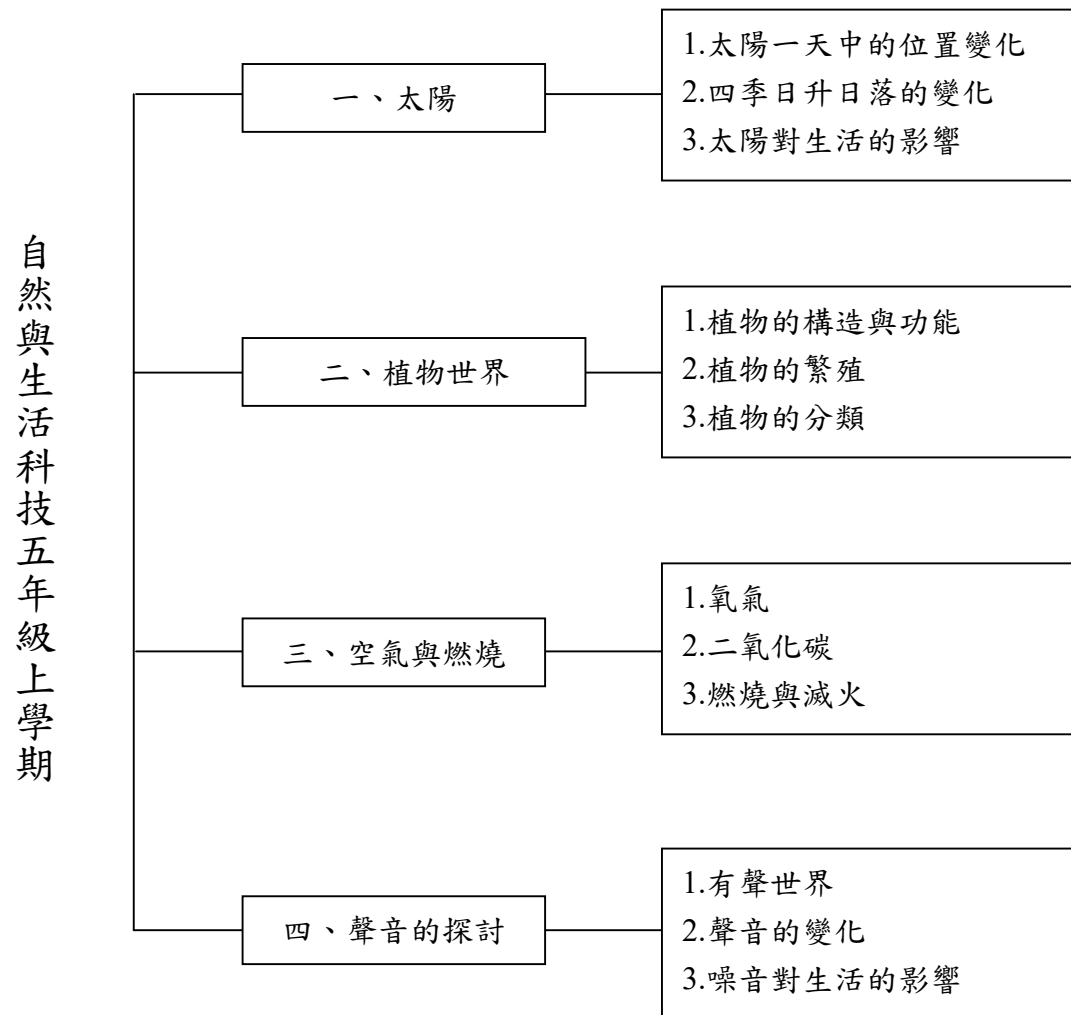 自然與生活科技五年級上學期
一、太陽
1.太陽一天中的位置變化
2.四季日升日落的變化
3.太陽對生活的影響
二、植物世界
1.植物的構造與功能
2.植物的繁殖
3.植物的分類
三、空氣與燃燒
1.氧氣
2.二氧化碳
3.燃燒與滅火
四、聲音的探討
1.有聲世界
2.聲音的變化
3.噪音對生活的影響